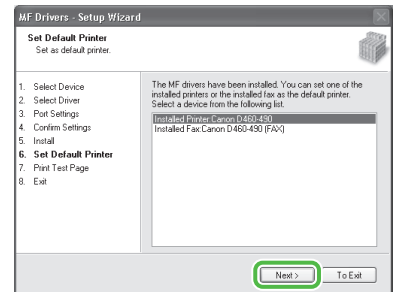 MF Drivers - Setup Wizard
Set Default Printer
Set as default printer.
1. Select Device
2. Select Driver
3. Port Settings
4. Confirm Settings
5. Install
6. Set Default Printer
7. Print Test Page
8. Exit
The MF drivers have been installed. You can set one of the
installed printers or the installed fax as the default printer.
Select a device from the following list.
Installed Printer:Canon D460-490
Installed Fax:Canon D460-490 (FAX)
Next >
To Exit